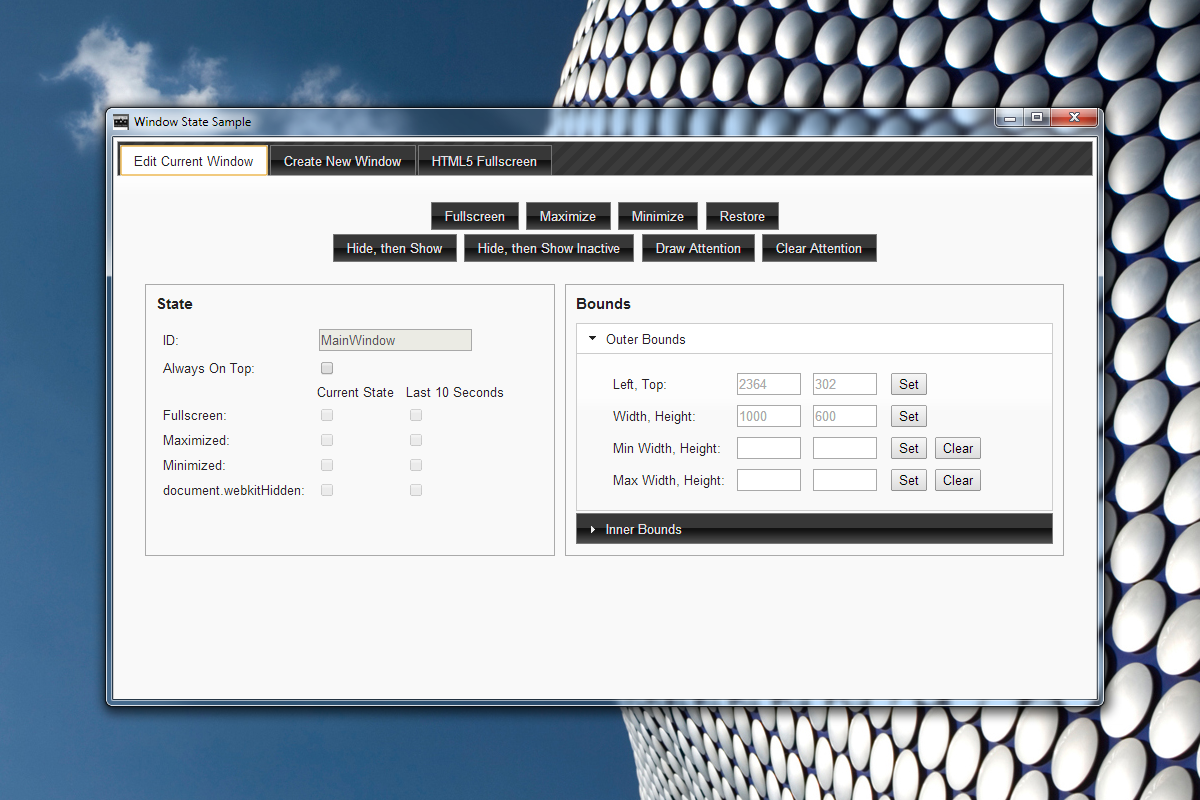 Window State Sample
Edit Current Window Create New Window HTML5 Fullscreen
Fullscreen Maximize Minimize Restore
Hide, then Show Hide, then Show Inactive Draw Attention Clear Attention
State
ID: MainWindow
Always On Top:
Current State Last 10 Seconds
Fullscreen:
Maximized:
Minimized:
document.webkitHidden:
Bounds
Outer Bounds
Left, Top: 2364 302 Set
Width, Height: 1000 600 Set
Min Width, Height: Set Clear
Max Width, Height: Set Clear
Inner Bounds